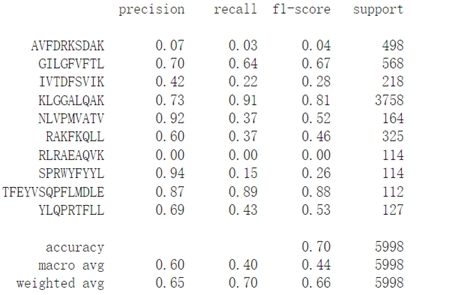 precision recall f1-score support
AVFDRKSDAK 0.07 0.03 0.04 498
GILGFVFTL 0.70 0.64 0.67 568
IVTDFSVIK 0.42 0.22 0.28 218
KLGGALQAK 0.73 0.91 0.81 3758
NLVPMVATV 0.92 0.37 0.52 164
RAKFKQLL 0.60 0.37 0.46 325
RLRAEAQVK 0.00 0.00 0.00 114
SPRWYFYYL 0.94 0.15 0.26 114
TFEYVSQPFLMDLE 0.87 0.89 0.88 112
YLQPRTFLL 0.69 0.43 0.53 127
accuracy 0.70 5998
macro avg 0.60 0.40 0.44 5998
weighted avg 0.65 0.70 0.66 5998